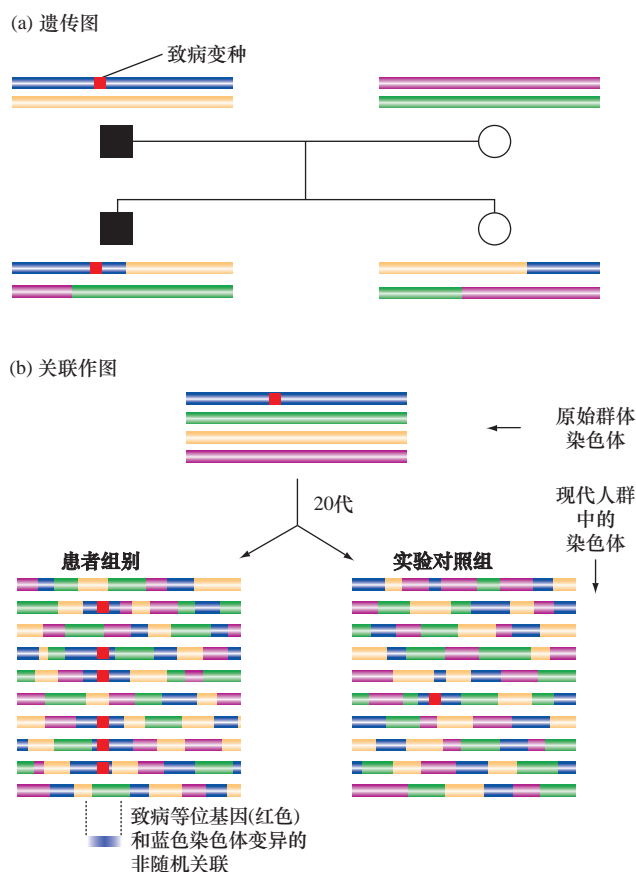 (a) 遗传图
致病变种
(b) 关联作图
原始群体
染色体
20代
现代人群
中的
染色体
患者组别
实验对照组
致病等位基因(红色)
和蓝色染色体变异的
非随机关联